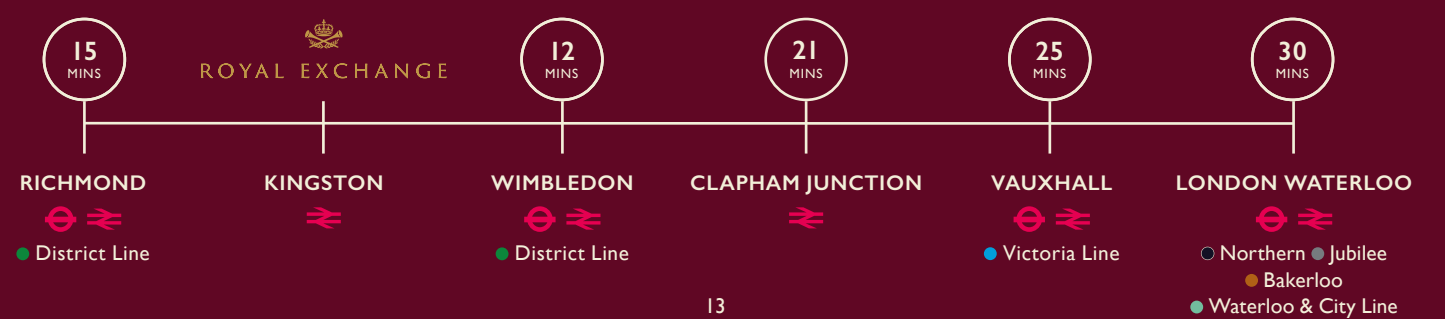 15
MINS
ROYAL EXCHANGE
12
MINS
21
MINS
25
MINS
30
MINS
RICHMOND
KINGSTON
WIMBLEDON
CLAPHAM JUNCTION
VAUXHALL
LONDON WATERLOO
District Line
District Line
Victoria Line
Northern Jubilee
Bakerloo
Waterloo & City Line
13